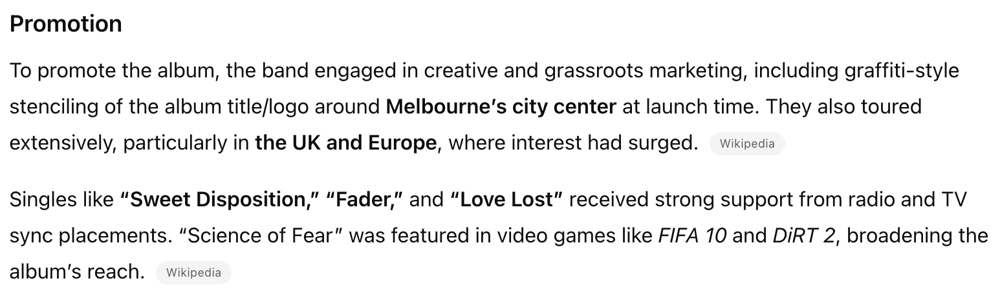 Promotion
To promote the album, the band engaged in creative and grassroots marketing, including graffiti-style
stenciling of the album title/logo around Melbourne’s city center at launch time. They also toured
extensively, particularly in the UK and Europe, where interest had surged. Wikipedia
Singles like “Sweet Disposition,” “Fader,” and “Love Lost” received strong support from radio and TV
sync placements. “Science of Fear” was featured in video games like FIFA 10 and DiRT 2, broadening the
album’s reach. Wikipedia